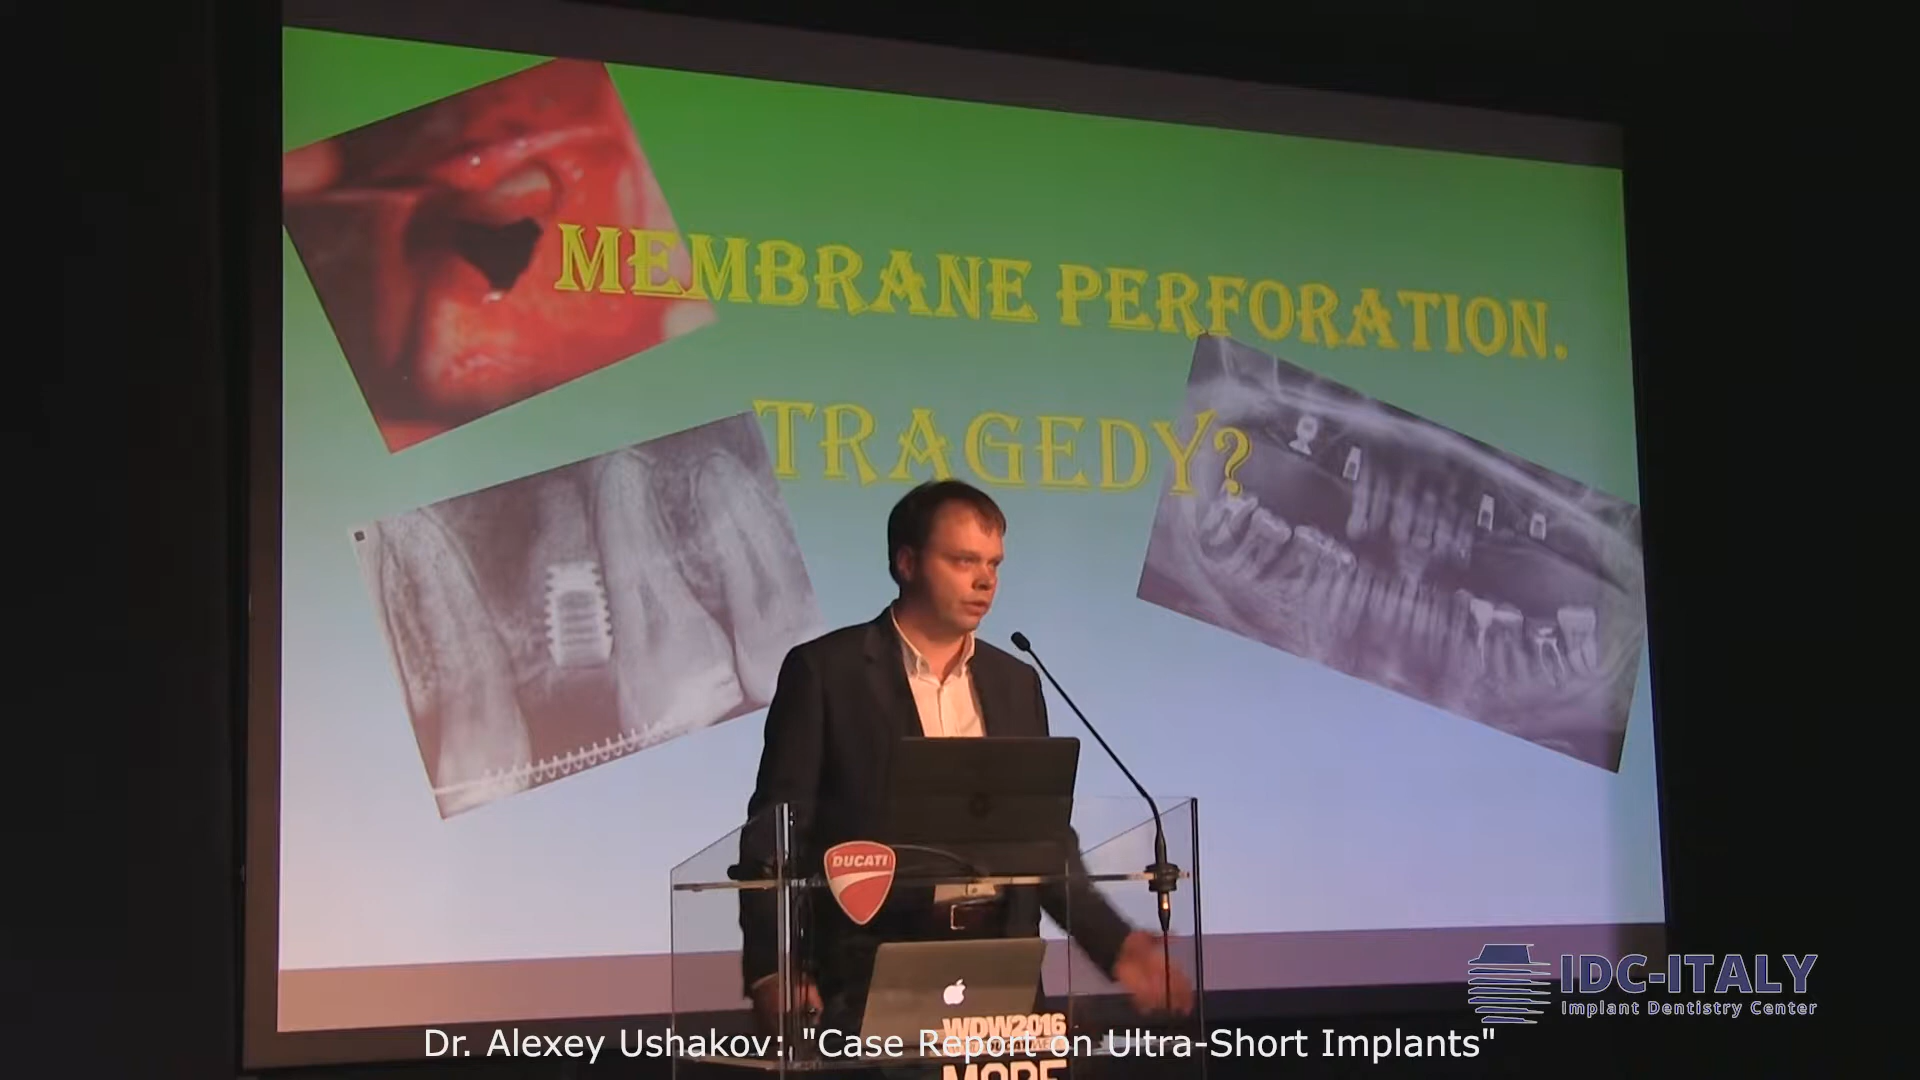 MEMBRANE PERFORATION.
TRAGEDY?
DUCATI
IDC-ITALY
Implant Dentistry Center
WDW2016
Dr. Alexey Ushakov: "Case Report on Ultra-Short Implants"
MORE